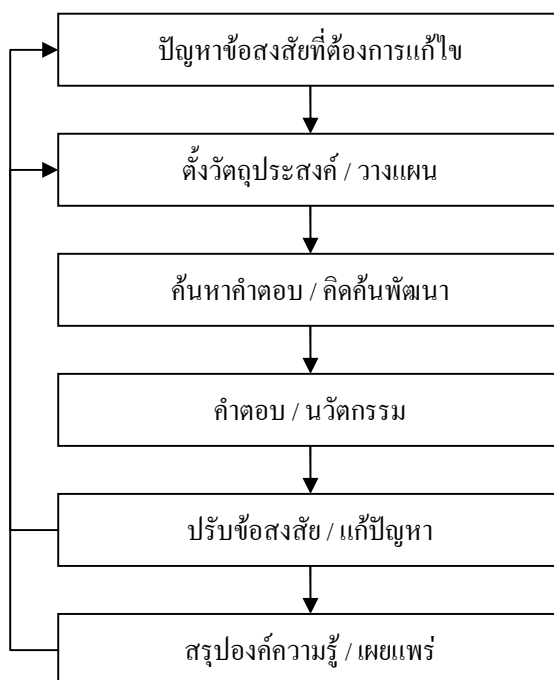 ปัญหาข้อสงสัยที่ต้องการแก้ไข
ตั้งวัตถุประสงค์ / วางแผน
ค้นหาคำตอบ / คิดค้นพัฒนา
คำตอบ / นวัตกรรม
ปรับข้อสงสัย / แก้ปัญหา
สรุปองค์ความรู้ / เผยแพร่